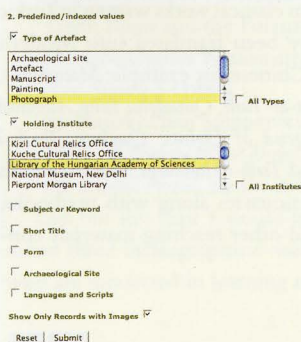 2. Predefined/indexed values
Type of Artefact
Archaeological site
Artefact
Manuscript
Painting
Photograph
All Types
Holding Institute
Kizil Cutural Relics Office
Kuche Cultural Relics Office
Library of the Hungarian Academy of Sciences
National Museum, New Delhi
Pierpont Morgan Library
All Institutes
Subject or Keyword
Short Title
Form
Archaeological Site
Languages and Scripts
Show Only Records with Images
Reset Submit